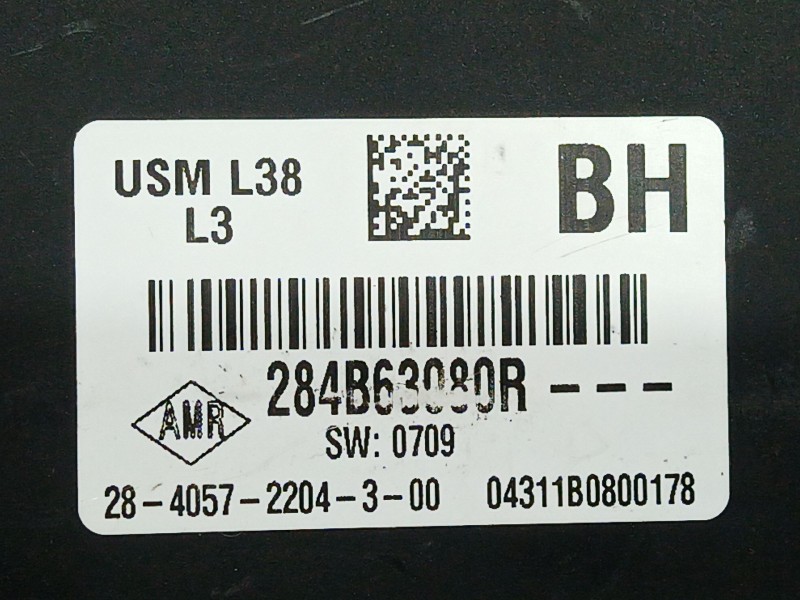 USM L38
L3
BH
284B63080R---
AMR
SW: 0709
28-4057-2204-3-00 04311B0800178